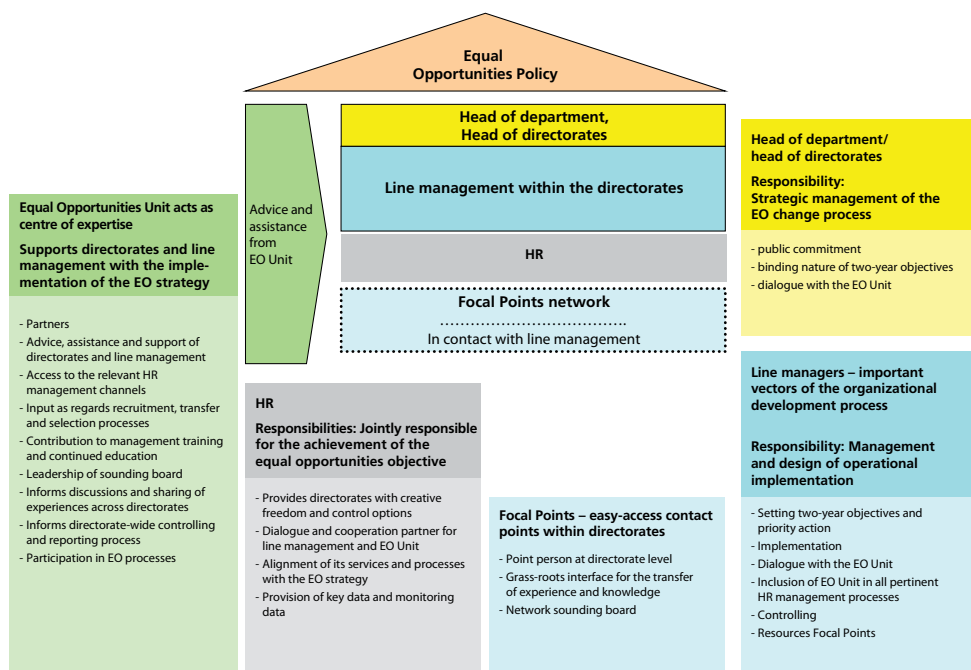 Equal
Opportunities Policy
Advice and
assistance
from
EO Unit
Head of department,
Head of directorates
Line management within the directorates
HR
Focal Points network
......................................
In contact with line management
Equal Opportunities Unit acts as
centre of expertise
Supports directorates and line
management with the imple-
mentation of the EO strategy
- Partners
- Advice, assistance and support of
directorates and line management
- Access to the relevant HR
management channels
- Input as regards recruitment, transfer
and selection processes
- Contribution to management training
and continued education
- Leadership of sounding board
- Informs discussions and sharing of
experiences across directorates
- Informs directorate-wide controlling
and reporting process
- Participation in EO processes
HR
Responsibilities: Jointly responsible
for the achievement of the
equal opportunities objective
- Provides directorates with creative
freedom and control options
- Dialogue and cooperation partner for
line management and EO Unit
- Alignment of its services and processes
with the EO strategy
- Provision of key data and monitoring
data
Focal Points – easy-access contact
points within directorates
- Point person at directorate level
- Grass-roots interface for the transfer
of experience and knowledge
- Network sounding board
Head of department/
head of directorates
Responsibility:
Strategic management of the
EO change process
- public commitment
- binding nature of two-year objectives
- dialogue with the EO Unit
Line managers – important
vectors of the organizational
development process
Responsibility: Management
and design of operational
implementation
- Setting two-year objectives and
priority action
- Implementation
- Dialogue with the EO Unit
- Inclusion of EO Unit in all pertinent
HR management processes
- Controlling
- Resources Focal Points